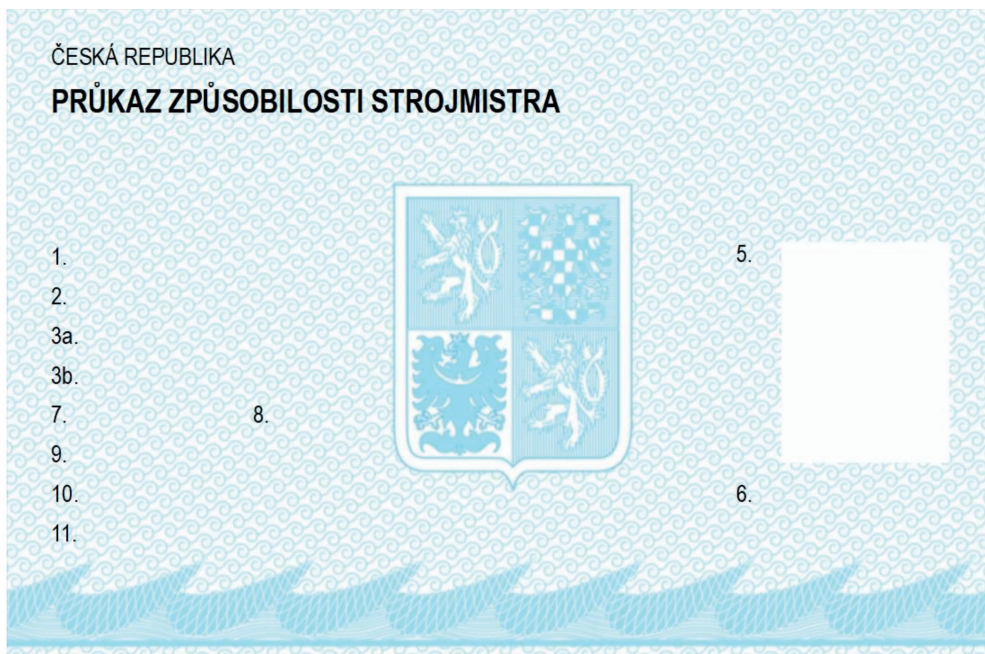 ČESKÁ REPUBLIKA
PRŮKAZ ZPŮSOBILOSTI STROJMISTRA
1.
5.
2.
3a.
3b.
7. 8.
9.
10.
6.
11.